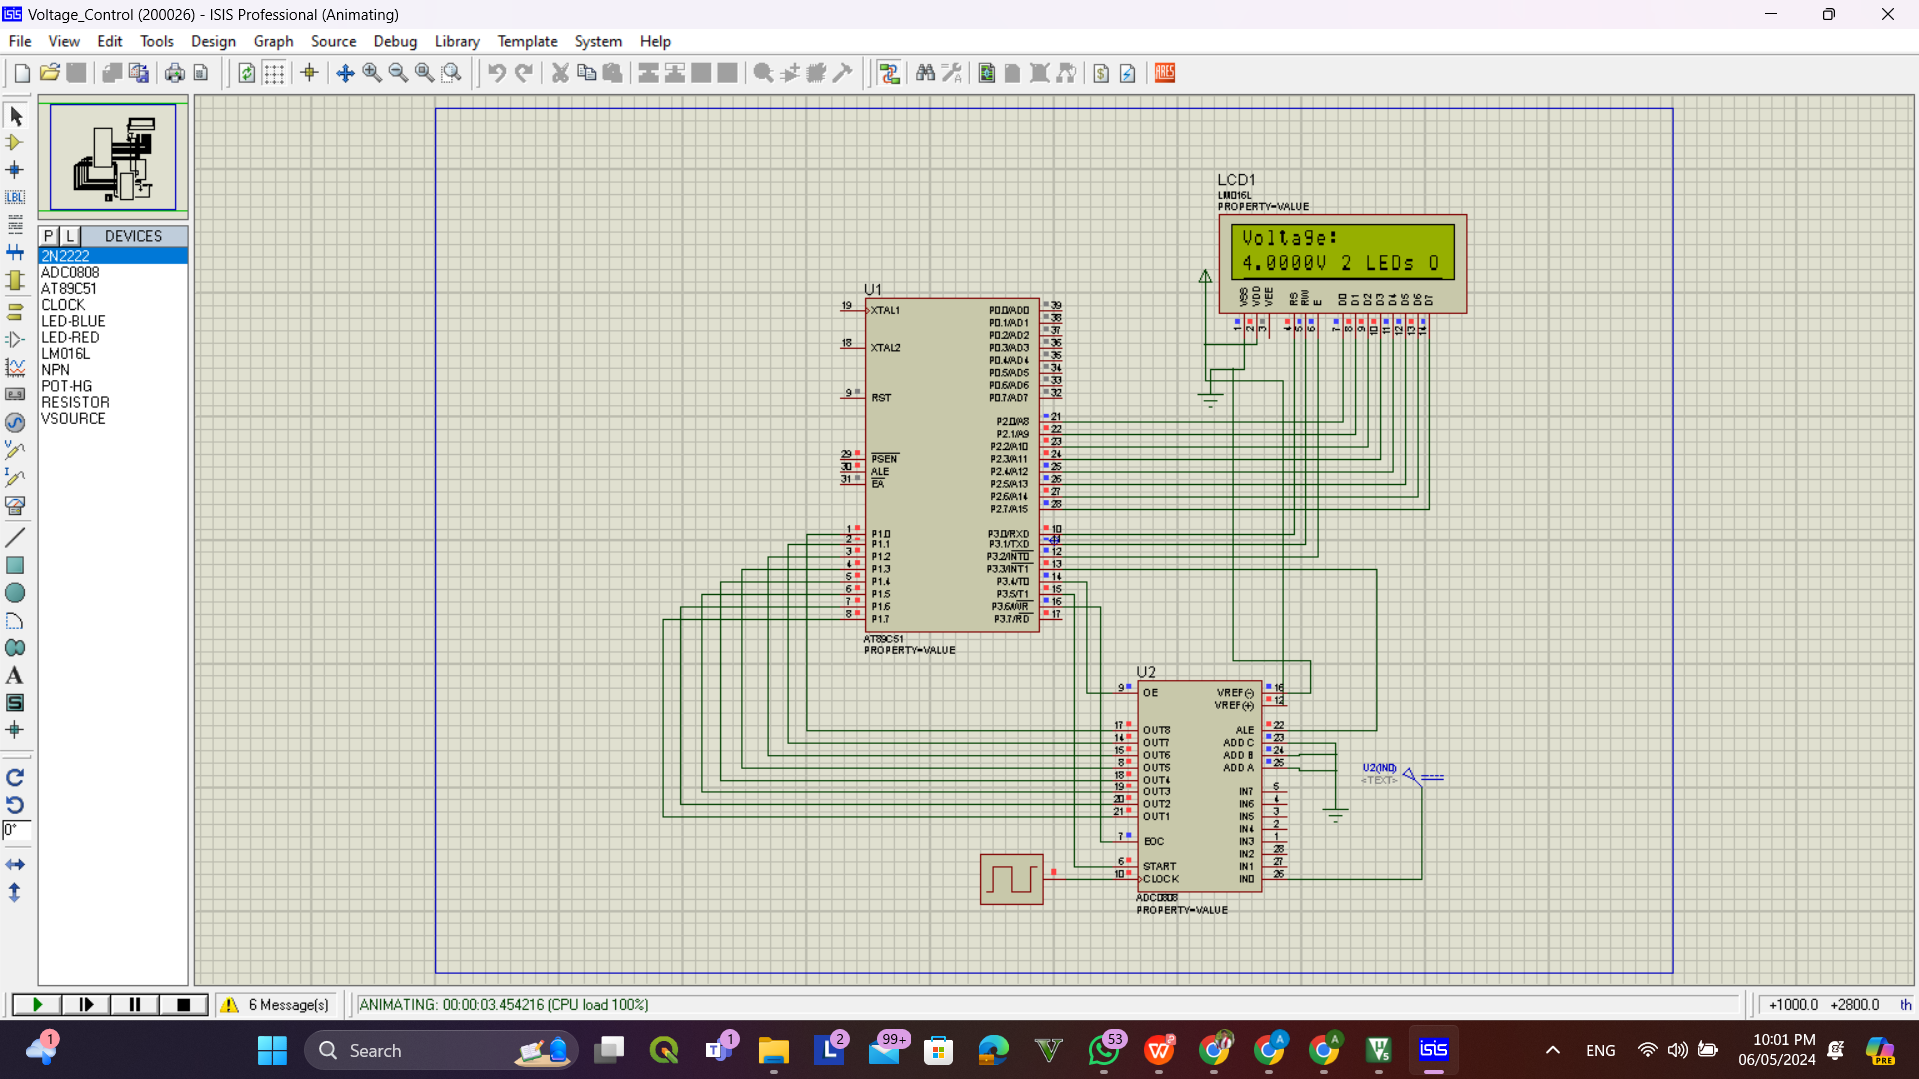 Voltage_Control (200026) - ISIS Professional (Animating)
File View Edit Tools Design Graph Source Debug Library Template System Help
ARES
P L DEVICES
2N2222
ADC0808
AT89C51
CLOCK
LED-BLUE
LED-RED
LM016L
NPN
POT-HG
RESISTOR
VSOURCE
LBL
A
0°
LCD1
LM016L
PROPERTY=VALUE
Voltage:
4.0000V 2 LEDs O
VSS VDD VEE RS RW E D0 D1 D2 D3 D4 D5 D6 D7
1 2 3 4 5 6 7 8 9 10 11 12 13 14
U1
19 XTAL1 P0.0/AD0 39
P0.1/AD1 38
P0.2/AD2 37
18 XTAL2 P0.3/AD3 36
P0.4/AD4 35
P0.5/AD5 34
P0.6/AD6 33
9 RST P0.7/AD7 32
P2.0/A8 21
P2.1/A9 22
P2.2/A10 23
29 PSEN P2.3/A11 24
30 ALE P2.4/A12 25
31 EA P2.5/A13 26
P2.6/A14 27
P2.7/A15 28
1 P1.0 P3.0/RXD 10
2 P1.1 P3.1/TXD
3 P1.2 P3.2/INT0 12
4 P1.3 P3.3/INT1 13
5 P1.4 P3.4/T0 14
6 P1.5 P3.5/T1 15
7 P1.6 P3.6/WR 16
8 P1.7 P3.7/RD 17
AT89C51
PROPERTY=VALUE
U2
9 OE VREF(-) 16
VREF(+) 12
17 OUT8 ALE 22
14 OUT7 ADD C 23
15 OUT6 ADD B 24
8 OUT5 ADD A 25
18 OUT4
19 OUT3 IN7 5
20 OUT2 IN6 4
21 OUT1 IN5 3
IN4 2
7 EOC IN3 1
IN2 28
6 START IN1 27
10 CLOCK IN0 26
ADC0808
PROPERTY=VALUE
U2(IN0)
<TEXT>
6 Message(s) ANIMATING: 00:00:03.454216 (CPU load 100%) +1000.0 +2800.0 th
1 Search 1 2 99+ 53 isis ENG 10:01 PM
06/05/2024
PRE